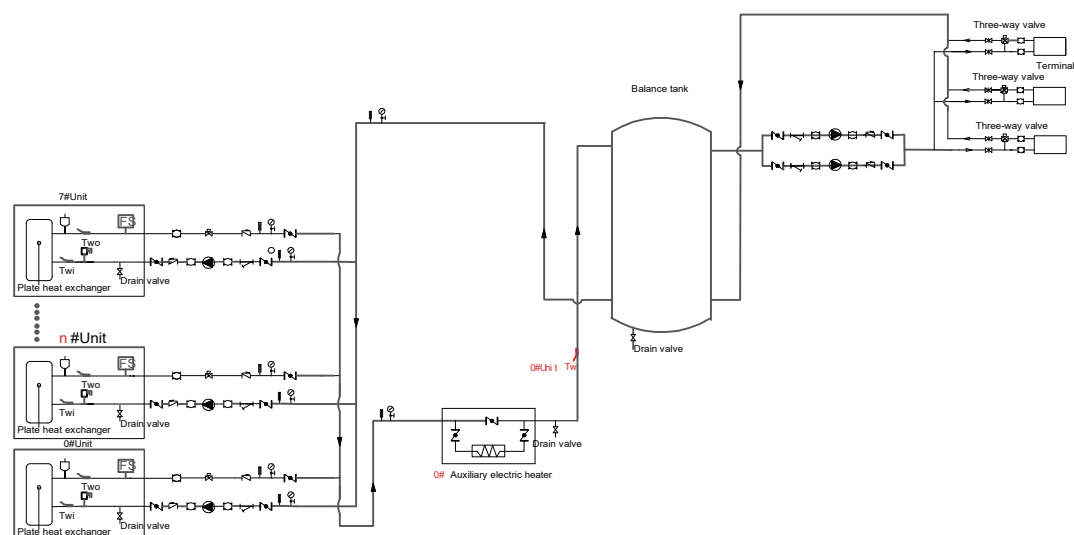 Three-way valve
Terminal
Three-way valve
Balance tank
Three-way valve
7#Unit
FS
Two
Twi
Drain valve
Plate heat exchanger
n #Unit
FS
Two
Twi
Drain valve
Plate heat exchanger
Drain valve
0#Uni t Tw
0#Unit
FS
Two
Twi
Drain valve
Plate heat exchanger
Drain valve
0# Auxiliary electric heater